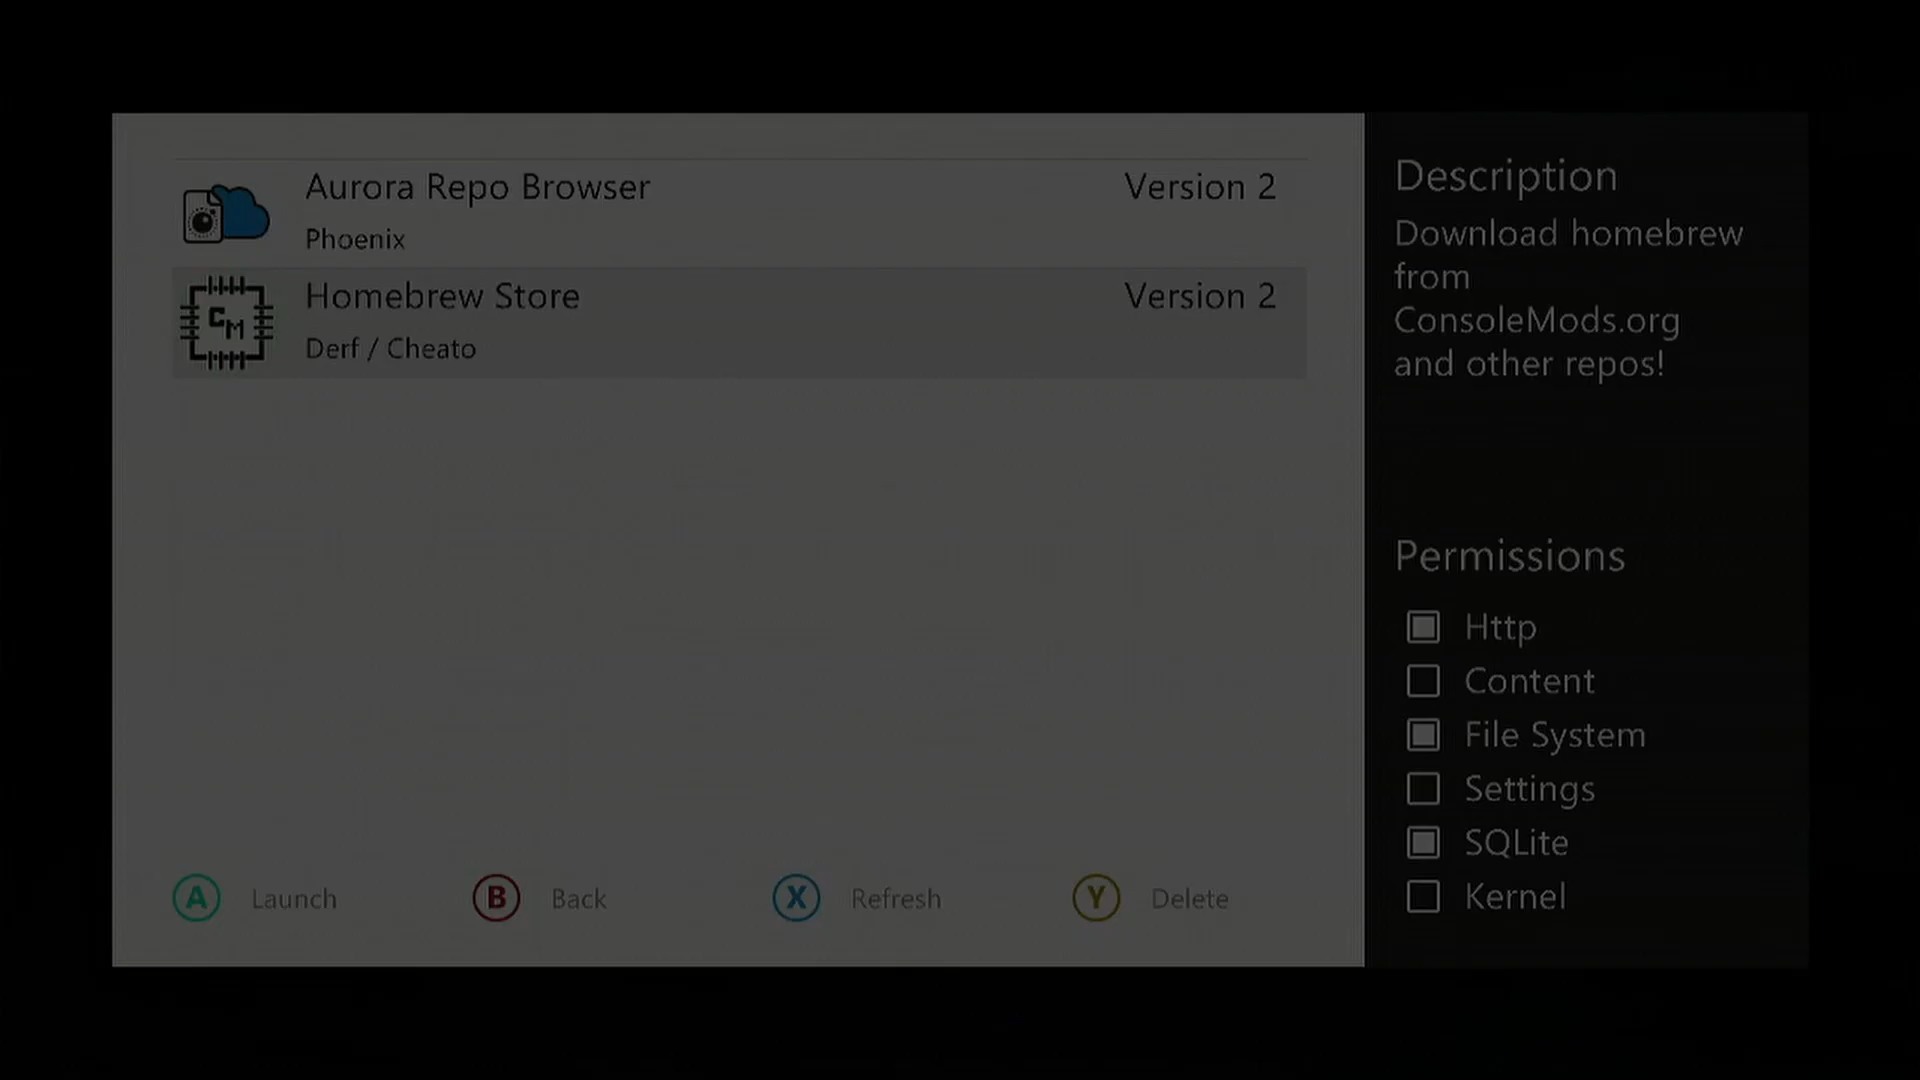 Aurora Repo Browser
Version 2
Phoenix
CM
Homebrew Store
Version 2
Derf / Cheato
A Launch
B Back
X Refresh
Y Delete
Description
Download homebrew
from
ConsoleMods.org
and other repos!
Permissions
Http
Content
File System
Settings
SQLite
Kernel